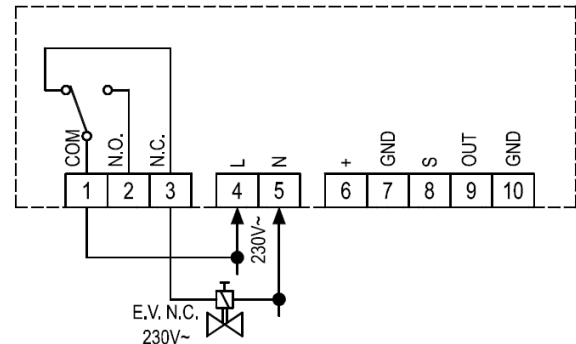 COM N.O. N.C. L N + GND S OUT GND
1 2 3 4 5 6 7 8 9 10
230V~
E.V. N.C.
230V~